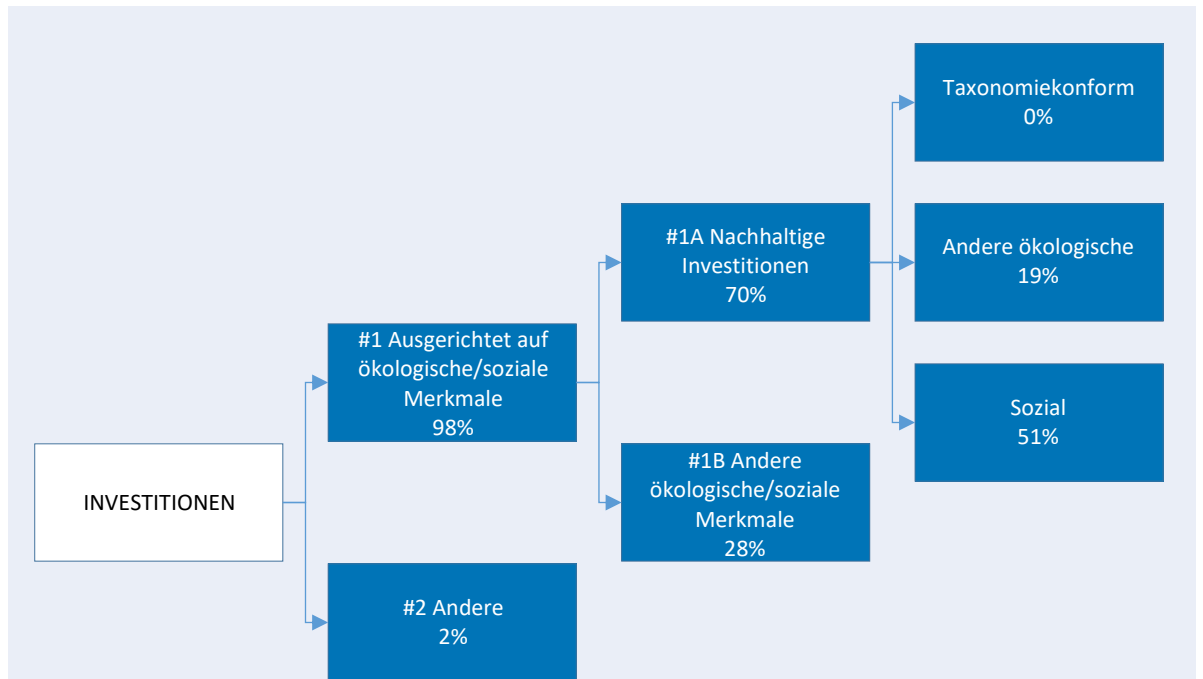 INVESTITIONEN
#1 Ausgerichtet auf
ökologische/soziale
Merkmale
98%
#2 Andere
2%
#1A Nachhaltige
Investitionen
70%
#1B Andere
ökologische/soziale
Merkmale
28%
Taxonomiekonform
0%
Andere ökologische
19%
Sozial
51%